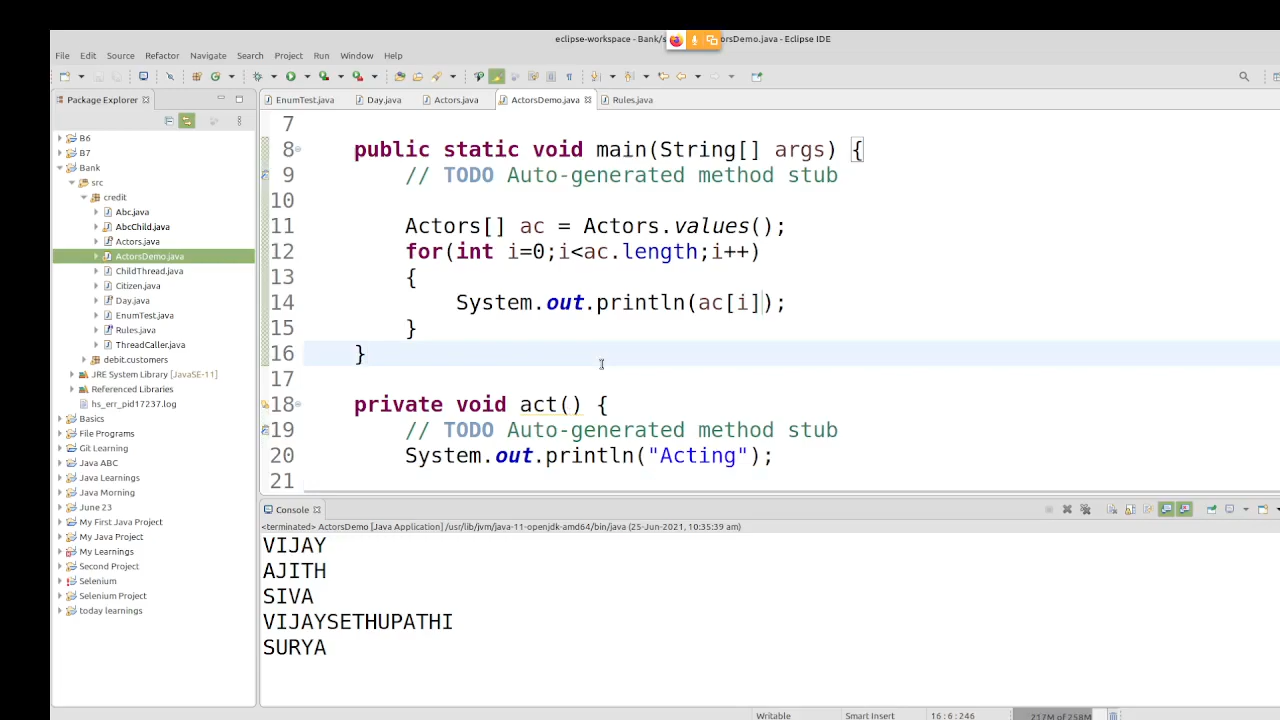 eclipse-workspace - Bank/s orsDemo.java - Eclipse IDE
File Edit Source Refactor Navigate Search Project Run Window Help
Package Explorer
EnumTest.java Day.java Actors.java ActorsDemo.java Rules.java
B6
B7
Bank
src
credit
Abc.java
AbcChild.java
Actors.java
ActorsDemo.java
ChildThread.java
Citizen.java
Day.java
EnumTest.java
Rules.java
ThreadCaller.java
debit.customers
JRE System Library [JavaSE-11]
Referenced Libraries
hs_err_pid17237.log
Basics
File Programs
Git Learning
Java ABC
Java Learnings
Java Morning
June 23
My First Java Project
My Java Project
My Learnings
Second Project
Selenium
Selenium Project
today learnings
7
8 public static void main(String[] args) {
9 // TODO Auto-generated method stub
10
11 Actors[] ac = Actors.values();
12 for(int i=0;i<ac.length;i++)
13 {
14 System.out.println(ac[i]);
15 }
16 }
17
18 private void act() {
19 // TODO Auto-generated method stub
20 System.out.println("Acting");
21
Console
<terminated> ActorsDemo [Java Application] /usr/lib/jvm/java-11-openjdk-amd64/bin/java (25-Jun-2021, 10:35:39 am)
VIJAY
AJITH
SIVA
VIJAYSETHUPATHI
SURYA
Writable Smart Insert 16:6:246 217M of 258M